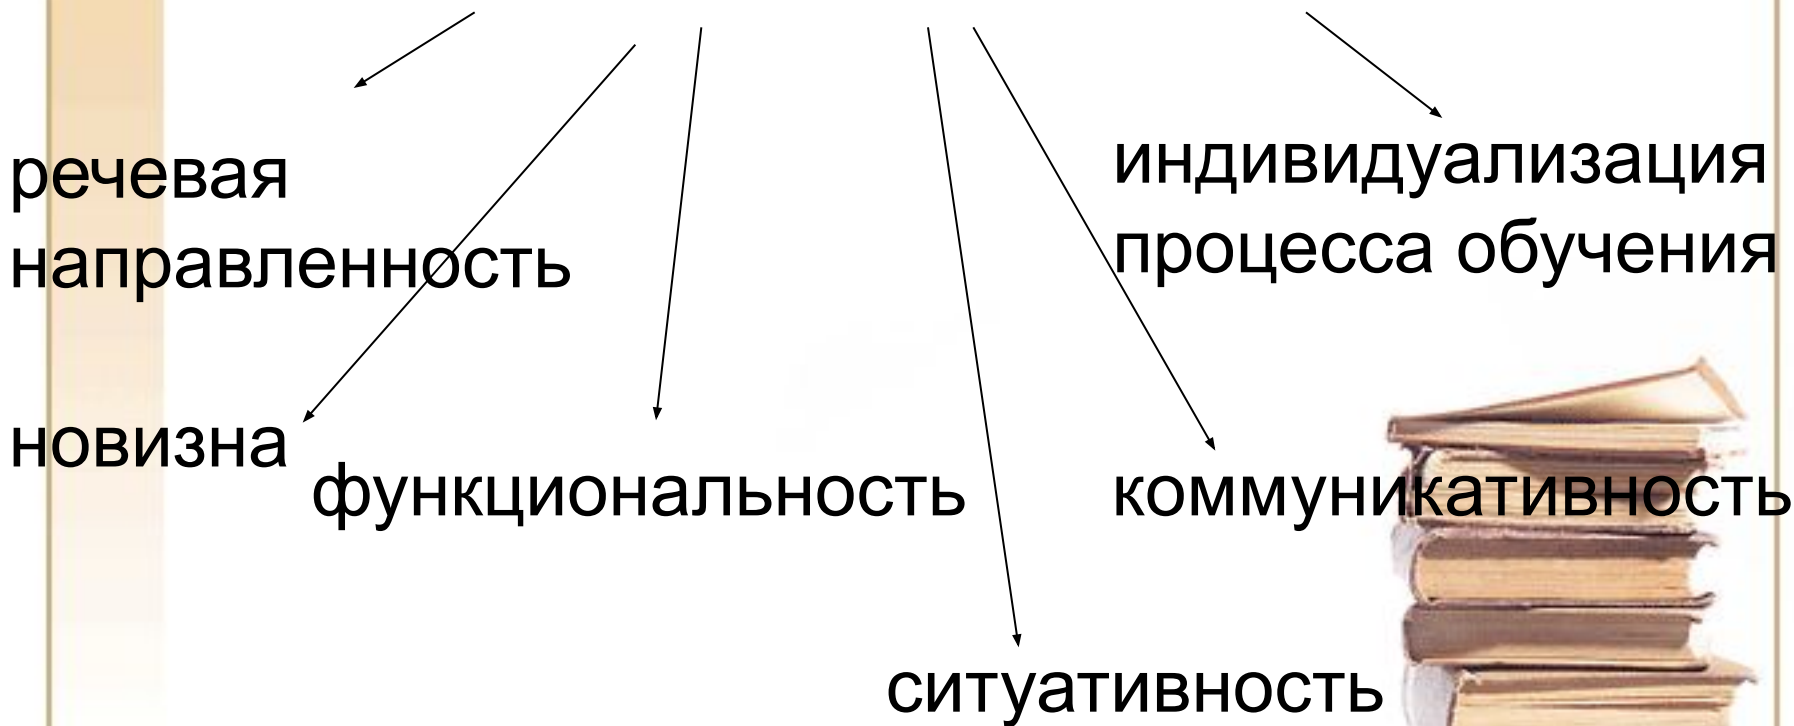 речевая
направленность
индивидуализация
процесса обучения
новизна
функциональность
коммуникативность
ситуативность